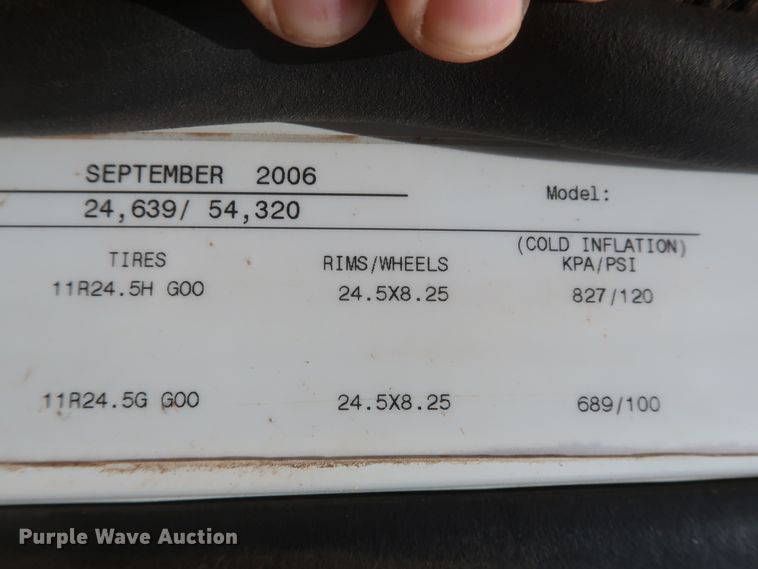 SEPTEMBER 2006
Model:
24,639/ 54,320
(COLD INFLATION)
TIRES RIMS/WHEELS KPA/PSI
11R24.5H GOO 24.5X8.25 827/120
11R24.5G GOO 24.5X8.25 689/100
Purple Wave Auction